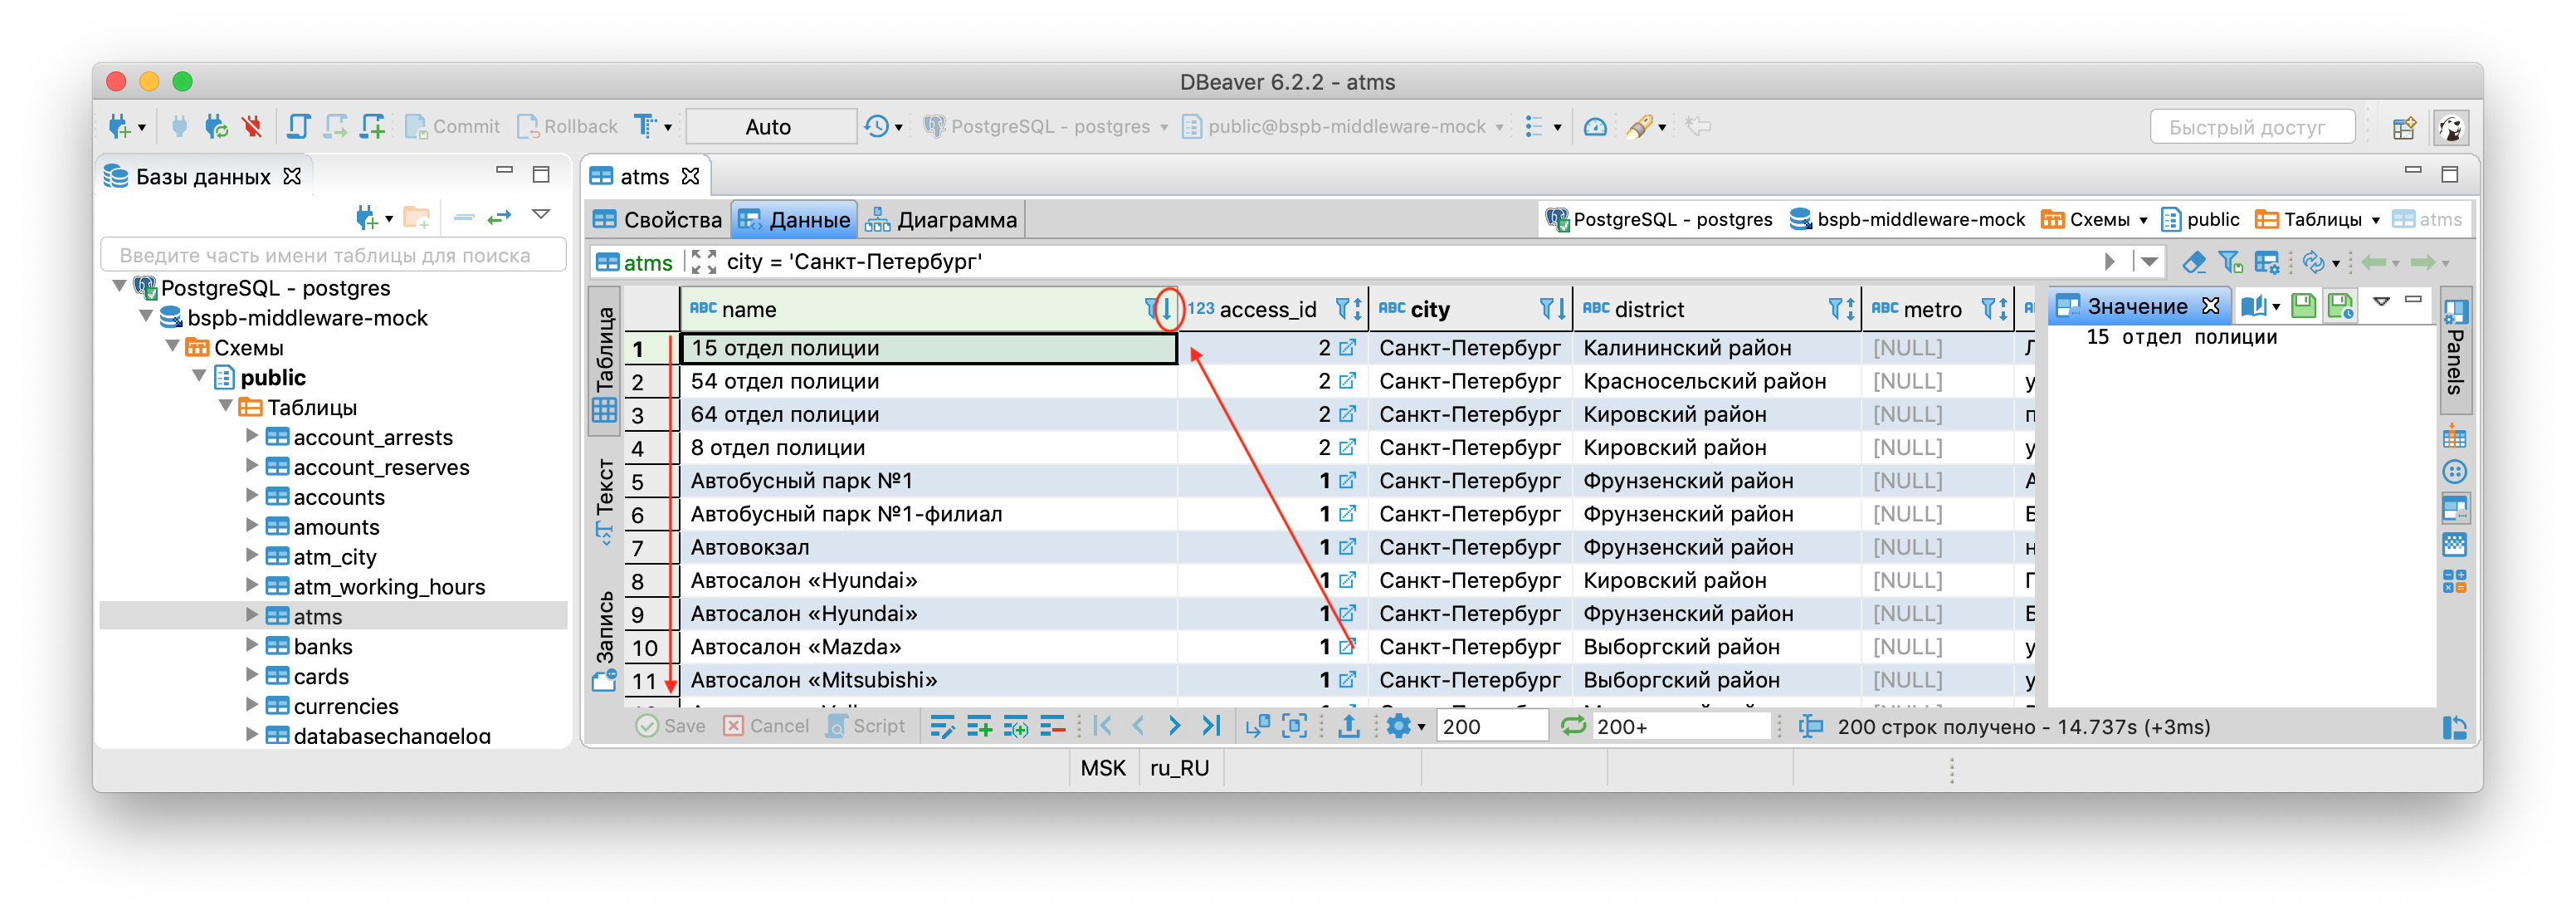 DBeaver 6.2.2 - atms
Commit Rollback Auto PostgreSQL - postgres public@bspb-middleware-mock Быстрый доступ
Базы данных
Введите часть имени таблицы для поиска
PostgreSQL - postgres
bspb-middleware-mock
Схемы
public
Таблицы
account_arrests
account_reserves
accounts
amounts
atm_city
atm_working_hours
atms
banks
cards
currencies
databasechangelog
atms
Свойства Данные Диаграмма PostgreSQL - postgres bspb-middleware-mock Схемы public Таблицы atms
atms city = 'Санкт-Петербург'
Таблица
Текст
Запись
ABC name 123 access_id ABC city ABC district ABC metro
1 15 отдел полиции 2 Санкт-Петербург Калининский район [NULL] Л
2 54 отдел полиции 2 Санкт-Петербург Красносельский район [NULL] у
3 64 отдел полиции 2 Санкт-Петербург Кировский район [NULL] п
4 8 отдел полиции 2 Санкт-Петербург Кировский район [NULL] у
5 Автобусный парк №1 1 Санкт-Петербург Фрунзенский район [NULL]
6 Автобусный парк №1-филиал 1 Санкт-Петербург Фрунзенский район [NULL]
7 Автовокзал 1 Санкт-Петербург Фрунзенский район [NULL] н
8 Автосалон «Hyundai» 1 Санкт-Петербург Кировский район [NULL]
9 Автосалон «Hyundai» 1 Санкт-Петербург Фрунзенский район [NULL]
10 Автосалон «Mazda» 1 Санкт-Петербург Выборгский район [NULL] у
11 Автосалон «Mitsubishi» 1 Санкт-Петербург Выборгский район [NULL] у
Значение
15 отдел полиции
Panels
Save Cancel Script 200 200+ 200 строк получено - 14.737s (+3ms)
MSK ru_RU